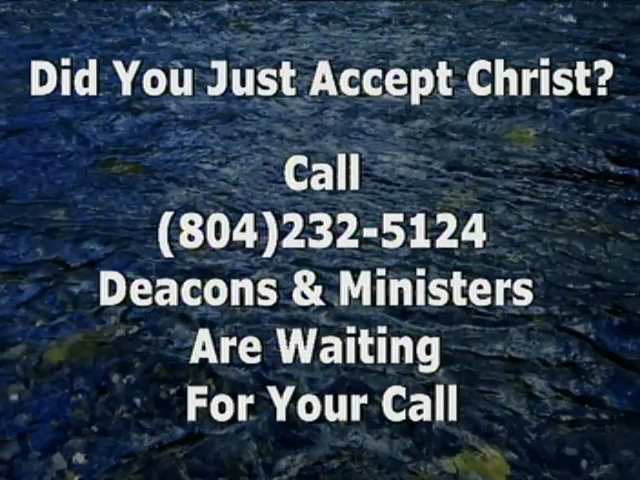 Did You Just Accept Christ?
Call
(804)232-5124
Deacons & Ministers
Are Waiting
For Your Call